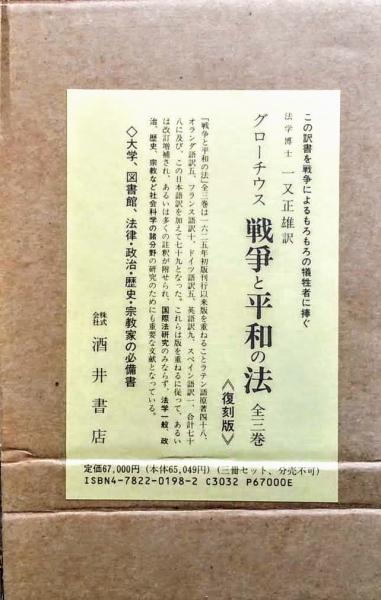 この訳書を戦争によるもろもろの犠牲者に捧ぐ
法学博士 一又正雄訳
グローチウス 戦爭と平和の法 全三巻
《復刻版》
『戦争と平和の法』全三巻は一六二五年初版刊行以来版を重ねることラテン語原著四十八、
オランダ語訳五、フランス語訳十、ドイツ語訳五、英語訳九、スペイン語訳一、合計七十
八に及び、この日本語訳を加えて七十九となった。これらは版を重ねるに従って、あるい
は改訂増補され、あるいは多くの註釈が附せられ、国際法研究のみならず、法学一般、政
治、歴史、宗教など社会科学の諸分野の研究のためにも重要な文献となっている。
◇大学、図書館、法律・政治・歴史・宗教家の必備書
株式会社 酒井書店
定価67,000円(本体65,049円)(三冊セット、分売不可)
ISBN4-7822-0198-2 C3032 P67000E